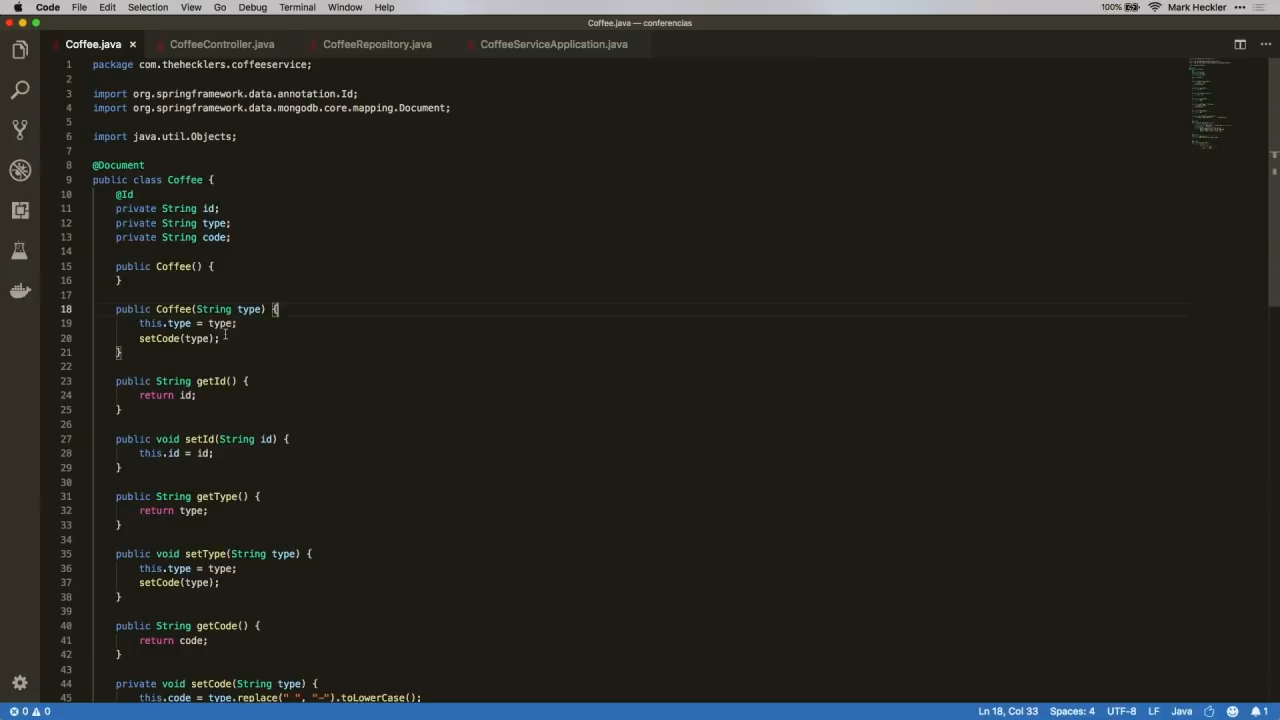 Code File Edit Selection View Go Debug Terminal Window Help 100% Mark Heckler
Coffee.java — conferencias
Coffee.java × CoffeeController.java CoffeeRepository.java CoffeeServiceApplication.java
1 package com.thehecklers.coffeeservice;
2
3 import org.springframework.data.annotation.Id;
4 import org.springframework.data.mongodb.core.mapping.Document;
5
6 import java.util.Objects;
7
8 @Document
9 public class Coffee {
10 @Id
11 private String id;
12 private String type;
13 private String code;
14
15 public Coffee() {
16 }
17
18 public Coffee(String type) {
19 this.type = type;
20 setCode(type);
21 }
22
23 public String getId() {
24 return id;
25 }
26
27 public void setId(String id) {
28 this.id = id;
29 }
30
31 public String getType() {
32 return type;
33 }
34
35 public void setType(String type) {
36 this.type = type;
37 setCode(type);
38 }
39
40 public String getCode() {
41 return code;
42 }
43
44 private void setCode(String type) {
45 this.code = type.replace(" ", "-").toLowerCase();
0 0 Ln 18, Col 33 Spaces: 4 UTF-8 LF Java 1